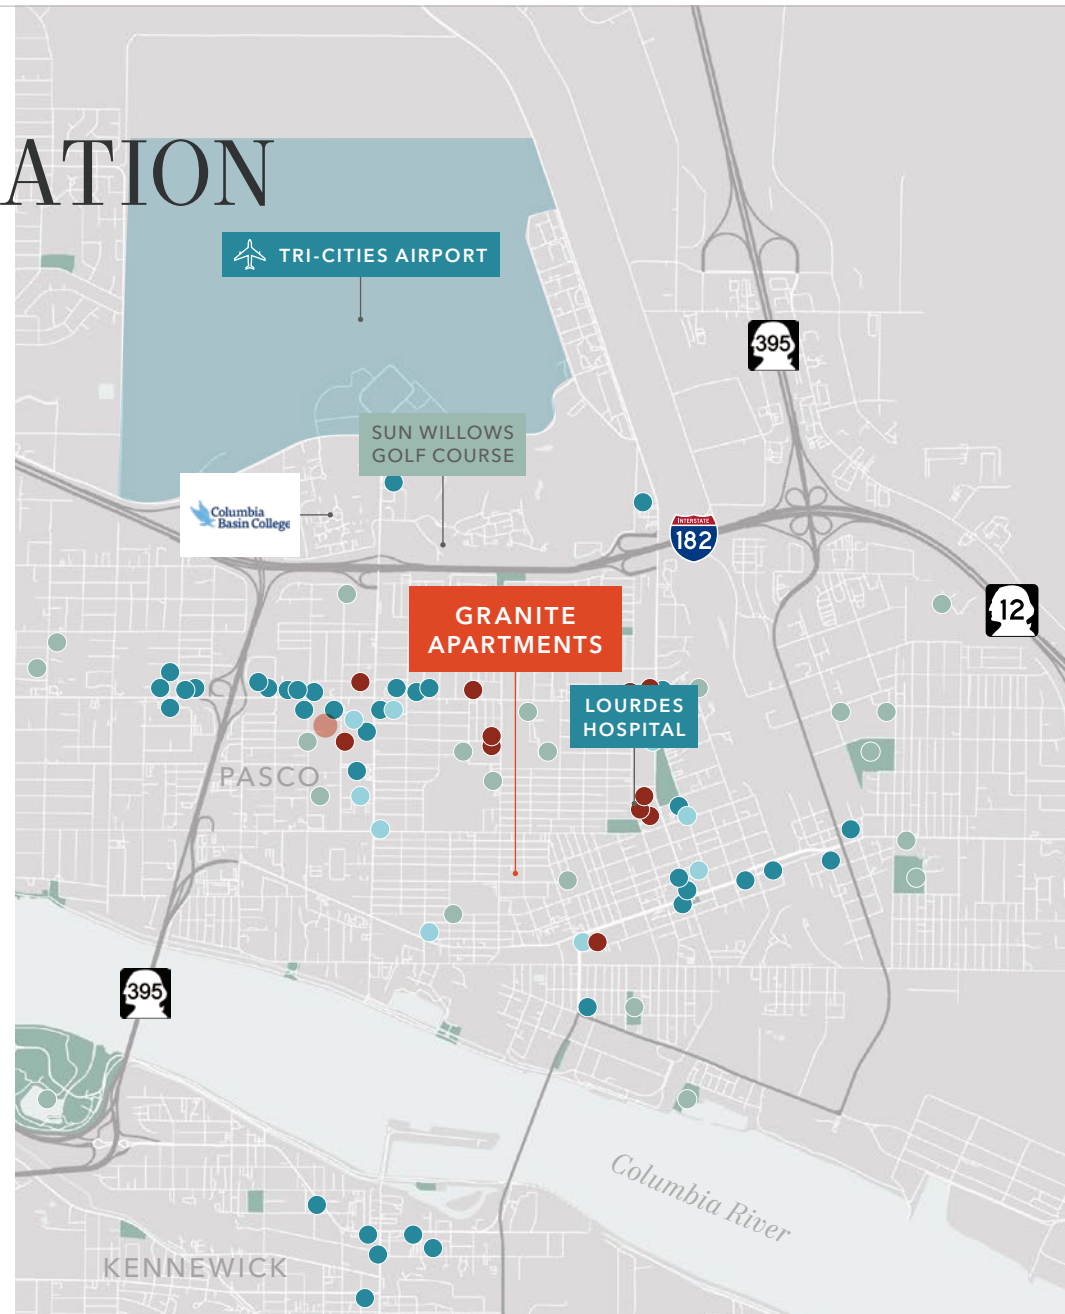 ATION
TRI-CITIES AIRPORT
395
SUN WILLOWS
GOLF COURSE
Columbia
Basin College
INTERSTATE
182
GRANITE
APARTMENTS
12
LOURDES
HOSPITAL
PASCO
395
Columbia River
KENNEWICK